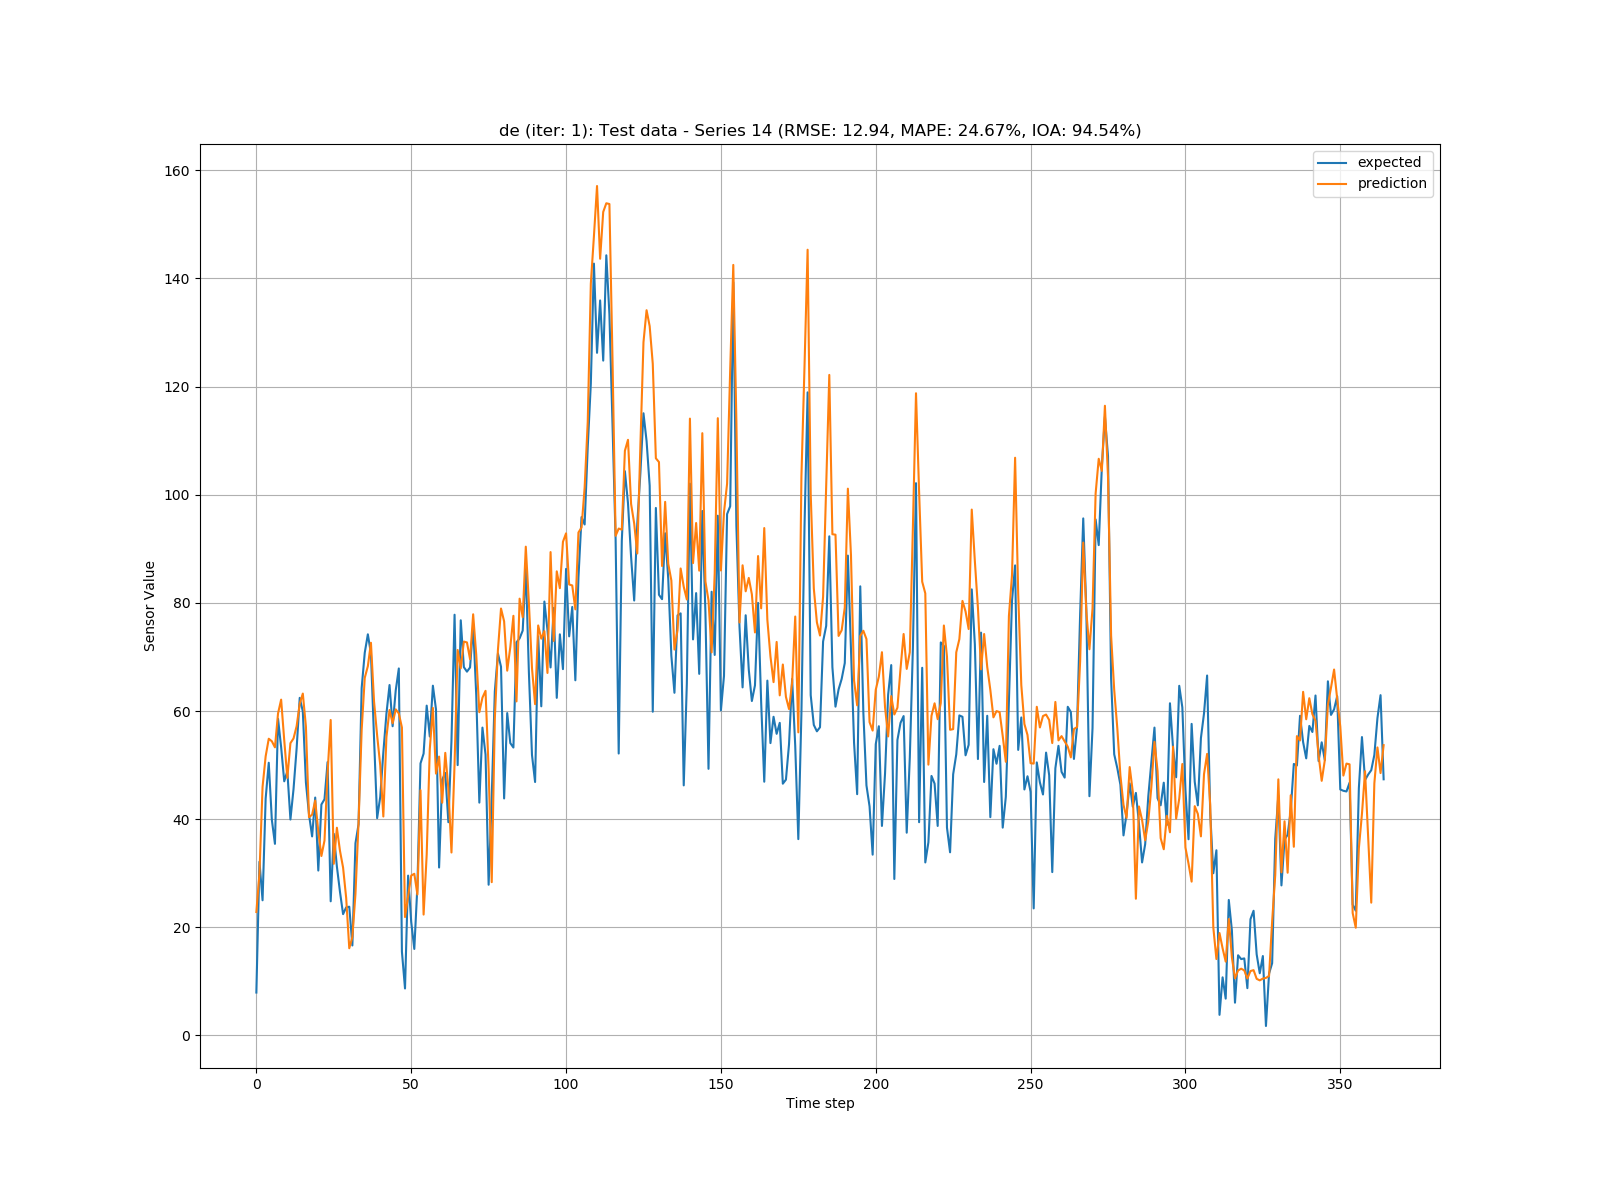 de (iter: 1): Test data - Series 14 (RMSE: 12.94, MAPE: 24.67%, IOA: 94.54%)
expected
prediction
160
140
120
100
80
60
40
20
0
Sensor Value
0 50 100 150 200 250 300 350
Time step